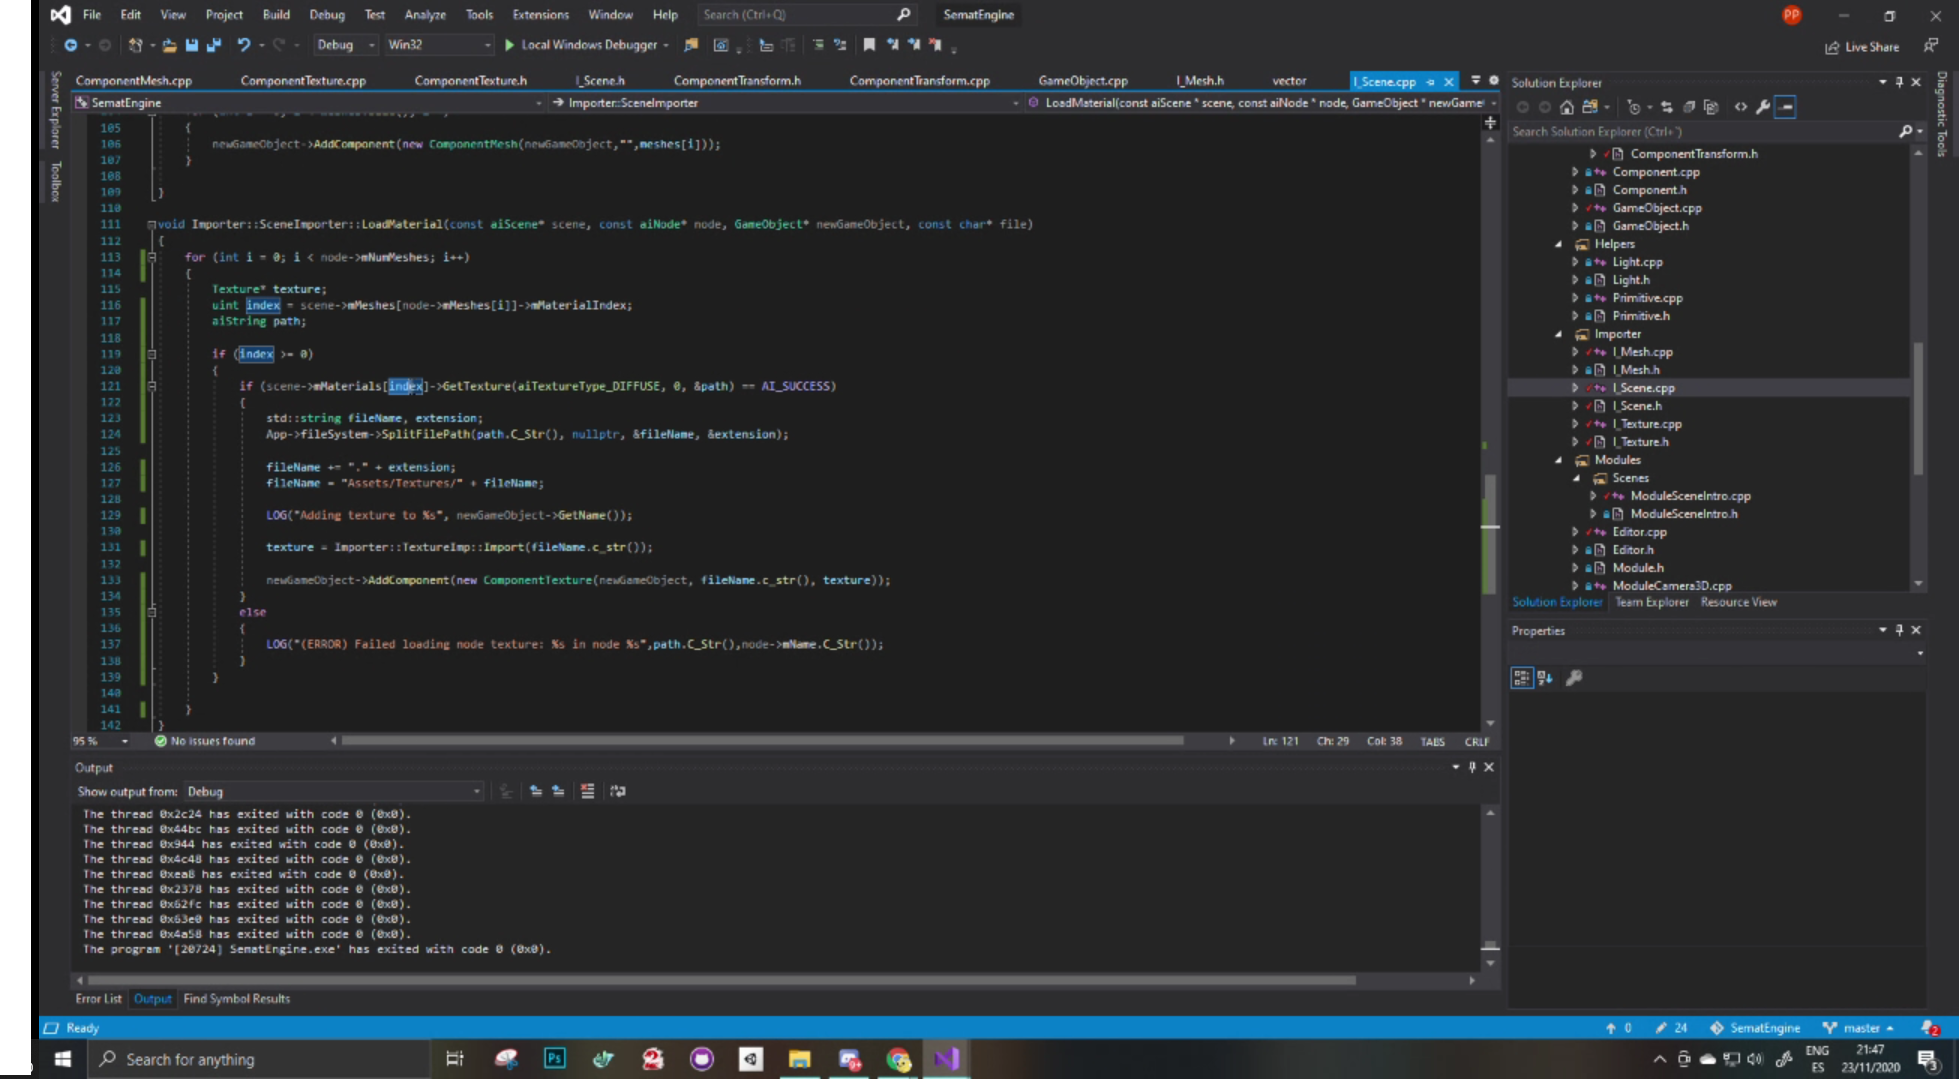 File Edit View Project Build Debug Test Analyze Tools Extensions Window Help Search (Ctrl+Q) SematEngine PP
Debug Win32 Local Windows Debugger Live Share
ComponentMesh.cpp ComponentTexture.cpp ComponentTexture.h I_Scene.h ComponentTransform.h ComponentTransform.cpp GameObject.cpp I_Mesh.h vector I_Scene.cpp
SematEngine Importer::SceneImporter LoadMaterial(const aiScene * scene, const aiNode * node, GameObject * newGame
Server Explorer
Toolbox
105 {
106 newGameObject->AddComponent(new ComponentMesh(newGameObject,"",meshes[i]));
107 }
108
109 }
110
111 void Importer::SceneImporter::LoadMaterial(const aiScene* scene, const aiNode* node, GameObject* newGameObject, const char* file)
112 {
113 for (int i = 0; i < node->mNumMeshes; i++)
114 {
115 Texture* texture;
116 uint index = scene->mMeshes[node->mMeshes[i]]->mMaterialIndex;
117 aiString path;
118
119 if (index >= 0)
120 {
121 if (scene->mMaterials[index]->GetTexture(aiTextureType_DIFFUSE, 0, &path) == AI_SUCCESS)
122 {
123 std::string fileName, extension;
124 App->fileSystem->SplitFilePath(path.C_Str(), nullptr, &fileName, &extension);
125
126 fileName += "." + extension;
127 fileName = "Assets/Textures/" + fileName;
128
129 LOG("Adding texture to %s", newGameObject->GetName());
130
131 texture = Importer::TextureImp::Import(fileName.c_str());
132
133 newGameObject->AddComponent(new ComponentTexture(newGameObject, fileName.c_str(), texture));
134 }
135 else
136 {
137 LOG("(ERROR) Failed loading node texture: %s in node %s",path.C_Str(),node->mName.C_Str());
138 }
139 }
140
141 }
142 }
95 % No issues found Ln: 121 Ch: 29 Col: 38 TABS CRLF
Output
Show output from: Debug
The thread 0x2c24 has exited with code 0 (0x0).
The thread 0x44bc has exited with code 0 (0x0).
The thread 0x944 has exited with code 0 (0x0).
The thread 0x4c48 has exited with code 0 (0x0).
The thread 0xea8 has exited with code 0 (0x0).
The thread 0x2378 has exited with code 0 (0x0).
The thread 0x62fc has exited with code 0 (0x0).
The thread 0x63e0 has exited with code 0 (0x0).
The thread 0x4a58 has exited with code 0 (0x0).
The program '[20724] SematEngine.exe' has exited with code 0 (0x0).
Error List Output Find Symbol Results
Solution Explorer
Search Solution Explorer (Ctrl+`)
ComponentTransform.h
Component.cpp
Component.h
GameObject.cpp
GameObject.h
Helpers
Light.cpp
Light.h
Primitive.cpp
Primitive.h
Importer
I_Mesh.cpp
I_Mesh.h
I_Scene.cpp
I_Scene.h
I_Texture.cpp
I_Texture.h
Modules
Scenes
ModuleSceneIntro.cpp
ModuleSceneIntro.h
Editor.cpp
Editor.h
Module.h
ModuleCamera3D.cpp
Solution Explorer Team Explorer Resource View
Properties
Diagnostic Tools
Ready 0 24 SematEngine master 2
Search for anything Ps
ENG
ES
21:47
23/11/2020
3